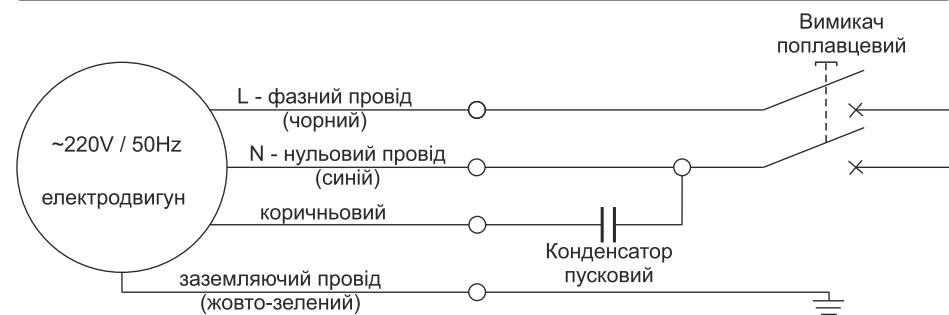 Вимикач
поплавцевий
L - фазний провід
(чорний)
~220V / 50Hz
електродвигун
N - нульовий провід
(синій)
коричньовий
Конденсатор
пусковий
заземляючий провід
(жовто-зелений)